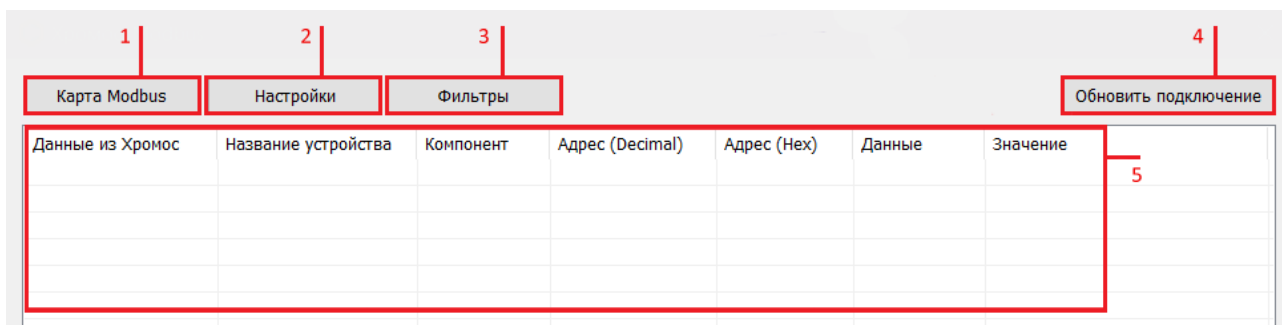 1 2 3 4
Карта Modbus Настройки Фильтры Обновить подключение
Данные из Хромос Название устройства Компонент Адрес (Decimal) Адрес (Hex) Данные Значение
5